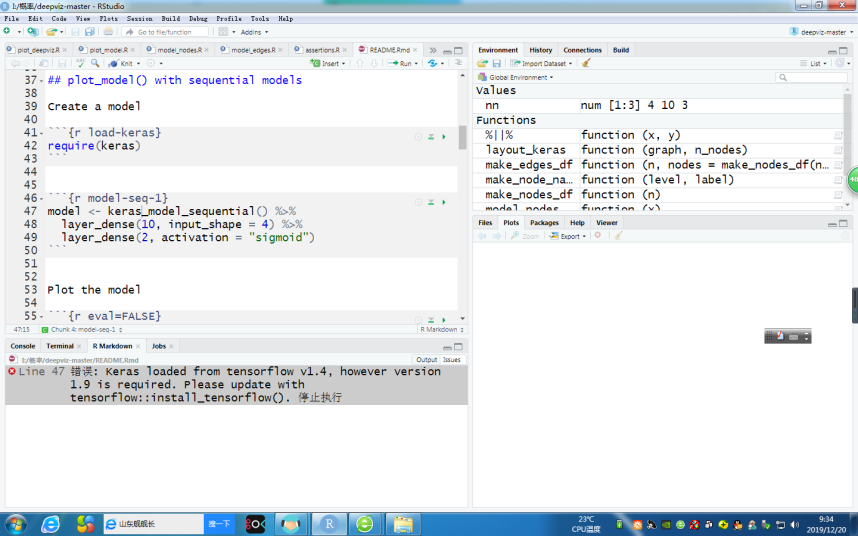 I:/概率/deepviz-master - RStudio
File Edit Code View Plots Session Build Debug Profile Tools Help
Go to file/function Addins deepviz-master
plot_deepviz.R plot_model.R model_nodes.R model_edges.R assertions.R README.Rmd
Knit Insert Run
37 ## plot_model() with sequential models
38
39 Create a model
40
41 ```{r load-keras}
42 require(keras)
43 ```
44
45
46 ```{r model-seq-1}
47 model <- keras_model_sequential() %>%
48 layer_dense(10, input_shape = 4) %>%
49 layer_dense(2, activation = "sigmoid")
50 ```
51
52
53 Plot the model
54
55 ```{r eval=FALSE}
47:15 Chunk 4: model-seq-1 R Markdown
Console Terminal R Markdown Jobs
I:/概率/deepviz-master/README.Rmd Output Issues
Line 47 错误: Keras loaded from tensorflow v1.4, however version
1.9 is required. Please update with
tensorflow::install_tensorflow(). 停止执行
Environment History Connections Build
Import Dataset List
Global Environment
Values
nn num [1:3] 4 10 3
Functions
%||% function (x, y)
layout_keras function (graph, n_nodes)
make_edges_df function (n, nodes = make_nodes_df(n…
make_node_na… function (level, label)
make_nodes_df function (n)
model_nodes function (x)
Files Plots Packages Help Viewer
Zoom Export
山东舰舰长 搜一下
23℃
CPU温度
9:34
2019/12/20